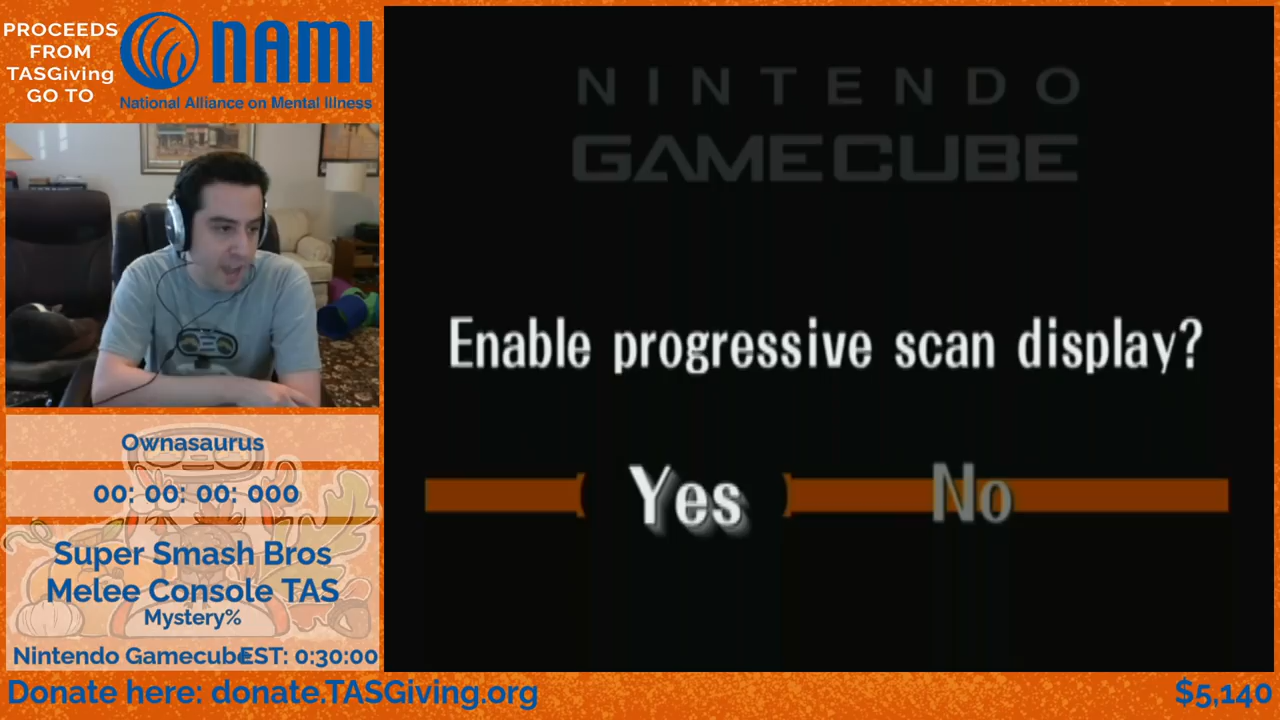 PROCEEDS
FROM
TASGiving
GO TO
NAMI
National Alliance on Mental Illness
NINTENDO
GAMECUBE
Enable progressive scan display?
Yes
No
Ownasaurus
00: 00: 00: 000
Super Smash Bros
Melee Console TAS
Mystery%
Nintendo Gamecube
EST: 0:30:00
Donate here: donate.TASGiving.org
$5,140